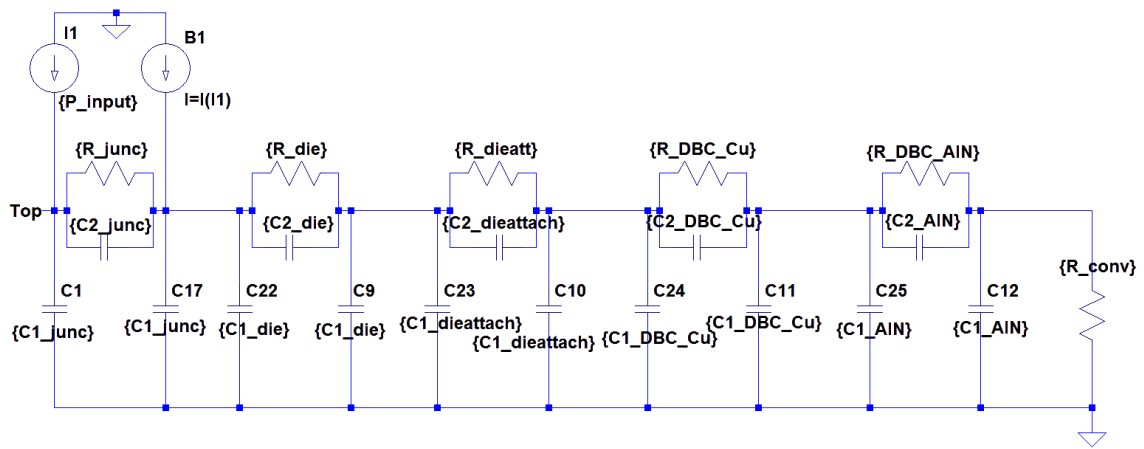 I1
B1
{P_input}
I=I(I1)
{R_junc}
{R_die}
{R_dieatt}
{R_DBC_Cu}
{R_DBC_AlN}
Top
{C2_junc}
{C2_die}
{C2_dieattach}
{C2_DBC_Cu}
{C2_AlN}
{R_conv}
C1
C17
C22
C9
C23
C10
C24
C11
C25
C12
{C1_junc}
{C1_junc}
{C1_die}
{C1_die}
{C1_dieattach}
{C1_dieattach}
{C1_DBC_Cu}
{C1_DBC_Cu}
{C1_AlN}
{C1_AlN}